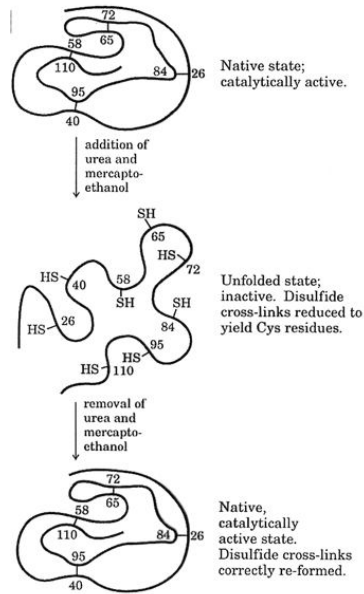 72
58 65
110
84 26
95
40
Native state;
catalytically active.
addition of
urea and
mercapto-
ethanol
SH
65
HS 72
HS 40
58
SH
SH
84
HS 26
HS 95
HS 110
Unfolded state;
inactive. Disulfide
cross-links reduced to
yield Cys residues.
removal of
urea and
mercapto-
ethanol
72
58 65
110
84 26
95
40
Native,
catalytically
active state.
Disulfide cross-links
correctly re-formed.